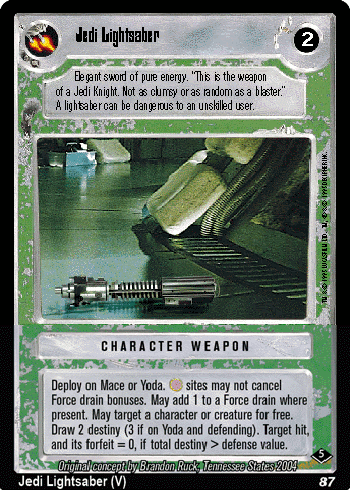 Jedi Lightsaber
2
Elegant sword of pure energy. "This is the weapon
of a Jedi Knight. Not as clumsy or as random as a blaster."
A lightsaber can be dangerous to an unskilled user.
CHARACTER WEAPON
Deploy on Mace or Yoda. sites may not cancel
Force drain bonuses. May add 1 to a Force drain where
present. May target a character or creature for free.
Draw 2 destiny (3 if on Yoda and defending). Target hit,
and its forfeit = 0, if total destiny > defense value.
5
Original concept by Brandon Ruck, Tennessee States 2004
Jedi Lightsaber (V)
87